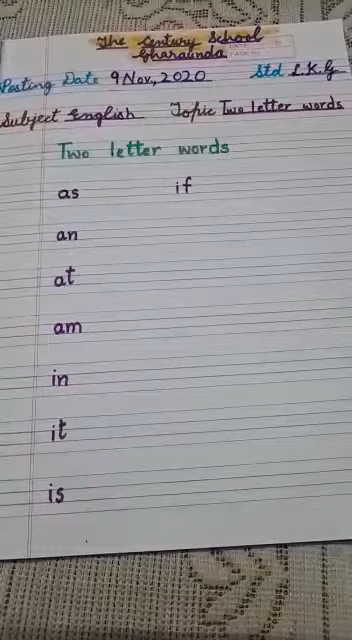 The Century School
Gharaunda
Posting Date 9 Nov, 2020 Std L.K.G
Subject English Topic Two letter words
Two letter words
as if
an
at
am
in
it
is